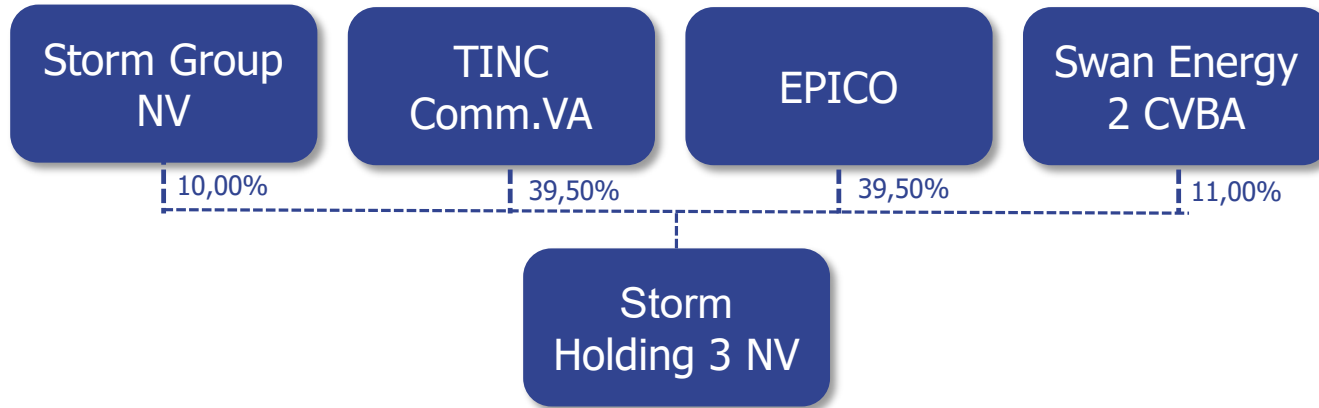 Storm Group
NV
TINC
Comm.VA
EPICO
Swan Energy
2 CVBA
10,00%
39,50%
39,50%
11,00%
Storm
Holding 3 NV